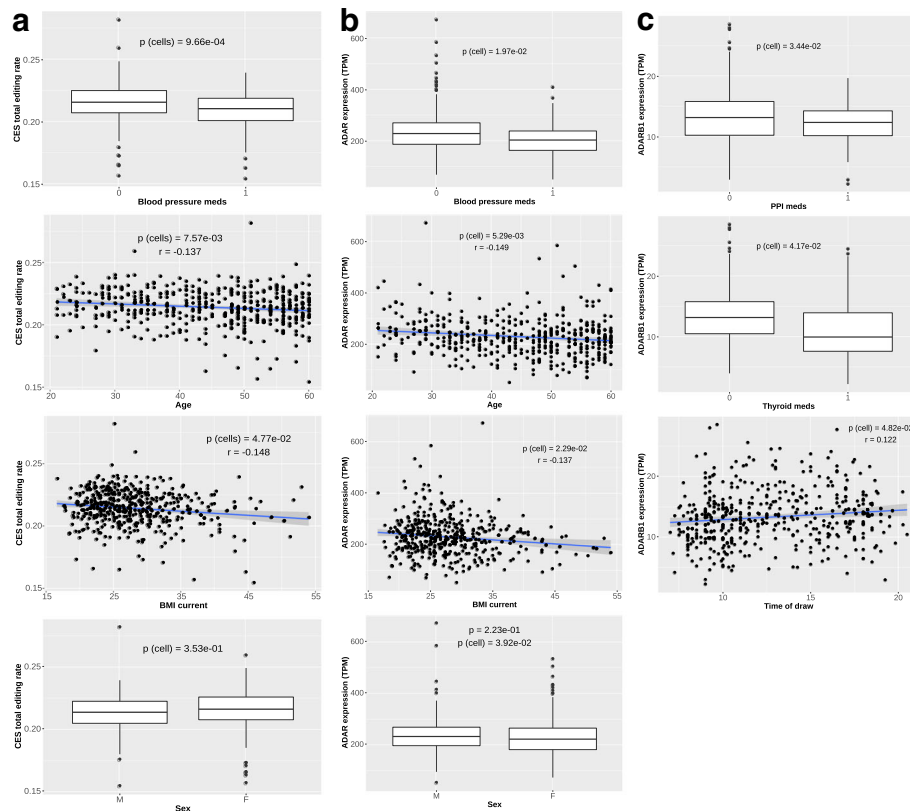 a
CES total editing rate
0.25
0.20
0.15
p (cell) = 9.66e-04
0
1
Blood pressure meds
CES total editing rate
0.25
0.20
0.15
p (cells) = 7.57e-03
r = -0.137
20
30
40
50
60
Age
CES total editing rate
0.25
0.20
0.15
p (cells) = 4.77e-02
r = -0.148
15
25
35
45
55
BMI current
CES total editing rate
0.25
0.20
0.15
p (cell) = 3.53e-01
M
F
Sex
b
ADAR expression (TPM)
600
400
200
p (cell) = 1.97e-02
0
1
Blood pressure meds
ADAR expression (TPM)
600
400
200
p (cells) = 5.29e-03
r = -0.149
20
30
40
50
60
Age
ADAR expression (TPM)
600
400
200
p (cell) = 2.29e-02
r = -0.137
15
25
35
45
55
BMI current
ADAR expression (TPM)
600
400
200
p = 2.23e-01
p (cell) = 3.92e-02
M
F
Sex
c
ADARB1 expression (TPM)
20
10
p (cell) = 3.44e-02
0
1
PPI meds
ADARB1 expression (TPM)
20
10
p (cell) = 4.17e-02
0
1
Thyroid meds
ADARB1 expression (TPM)
20
10
p (cell) = 4.82e-02
r = 0.122
10
15
20
Time of draw